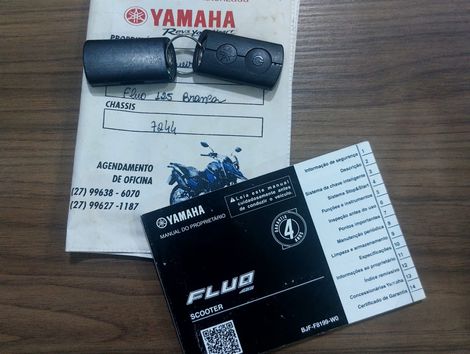 YAMAHA
Revs Your Heart
Fluo 125 Branca
CHASSIS
7244
AGENDAMENTO
DE OFICINA
(27) 99638 - 6070
(27) 99627 -1187
YAMAHA
MANUAL DO PROPRIETÁRIO
Leia este manual
cuidadosamente antes
de conduzir o veículo.
Garantia
4
ANOS
FLUO
SCOOTER
BJF-F8199-W0
Informação de segurança 1
Descrição 2
Sistema da chave inteligente 3
Sistema Stop&Start 4
Funções e instrumentos 5
Inspeção antes do uso 6
Pontos importantes 7
Manutenção periódica 8
Limpeza e armazenamento 9
Especificações 10
Informações ao proprietário 11
Índice remissivo 12
Concessionárias Yamaha 13
Certificado de Garantia 14